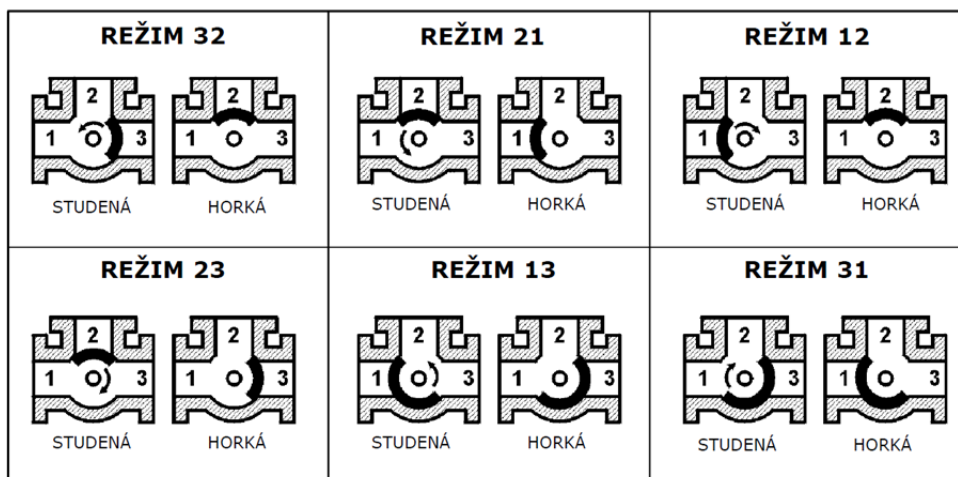 REŽIM 32
2
1 3
STUDENÁ
2
1 3
HORKÁ
REŽIM 21
2
1 3
STUDENÁ
2
1 3
HORKÁ
REŽIM 12
2
1 3
STUDENÁ
2
1 3
HORKÁ
REŽIM 23
2
1 3
STUDENÁ
2
1 3
HORKÁ
REŽIM 13
2
1 3
STUDENÁ
2
1 3
HORKÁ
REŽIM 31
2
1 3
STUDENÁ
2
1 3
HORKÁ